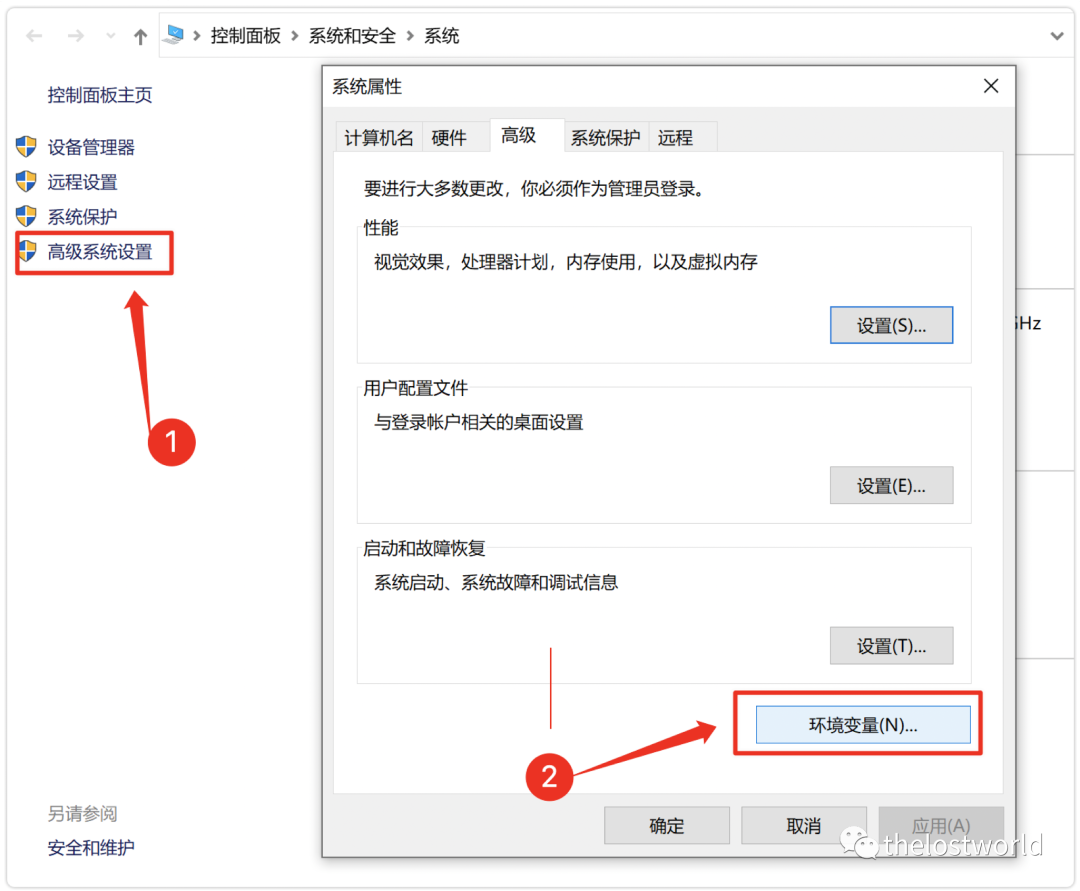 控制面板 系统和安全 系统
控制面板主页
设备管理器
远程设置
系统保护
高级系统设置
1
系统属性
计算机名 硬件 高级 系统保护 远程
要进行大多数更改，你必须作为管理员登录。
性能
视觉效果，处理器计划，内存使用，以及虚拟内存
设置(S)...
用户配置文件
与登录帐户相关的桌面设置
设置(E)...
启动和故障恢复
系统启动、系统故障和调试信息
设置(T)...
环境变量(N)...
2
确定 取消 应用(A)
GHz
另请参阅
安全和维护
thelostworld